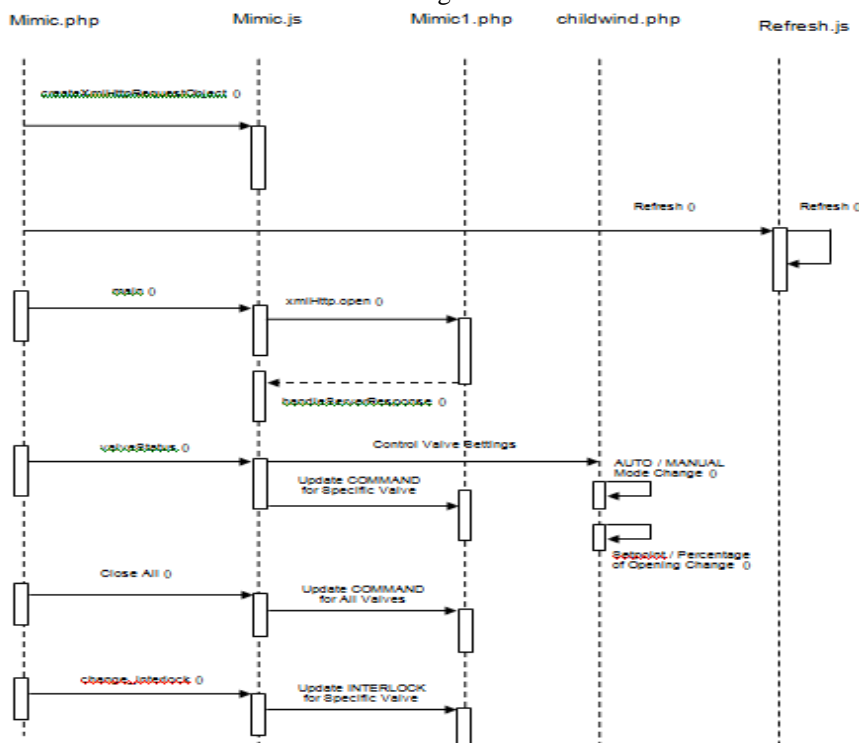 Mimic.php Mimic.js Mimic1.php childwind.php Refresh.js
createXmlHttpRequestObject ()
Refresh () Refresh ()
main ()
xmlHttp.open ()
handleServerResponse ()
valveStatus ()
Control Valve Settings
AUTO / MANUAL
Mode Change ()
Update COMMAND
for Specific Valve
Setpoint / Percentage
of Opening Change ()
Close All ()
Update COMMAND
for All Valves
change_interlock ()
Update INTERLOCK
for Specific Valve